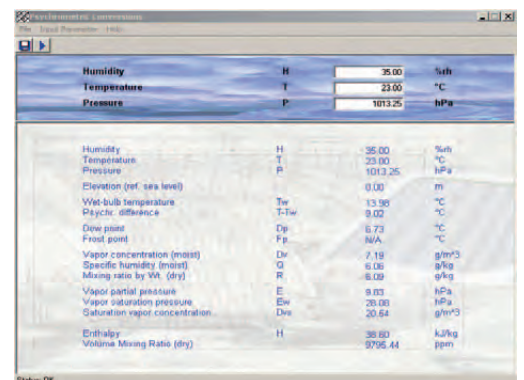 Psychrometric Conversions
File Input Parameter Help
Humidity H 35.00 %rh
Temperature T 23.00 °C
Pressure P 1013.25 hPa
Humidity H 35.00 %rh
Temperature T 23.00 °C
Pressure P 1013.25 hPa
Elevation (ref. sea level) 0.00 m
Wet-bulb temperature Tw 13.98 °C
Psychr. difference T-Tw 9.02 °C
Dew point Dp 6.73 °C
Frost point Fp N/A °C
Vapor concentration (moist) Dv 7.19 g/m^3
Specific humidity (moist) Q 6.06 g/kg
Mixing ratio by Wt. (dry) R 6.09 g/kg
Vapor partial pressure E 9.83 hPa
Vapor saturation pressure Ew 28.08 hPa
Saturation vapor concentration Dvs 20.54 g/m^3
Enthalpy H 38.60 kJ/kg
Volume Mixing Ratio (dry) 9795.44 ppm
Status: OK